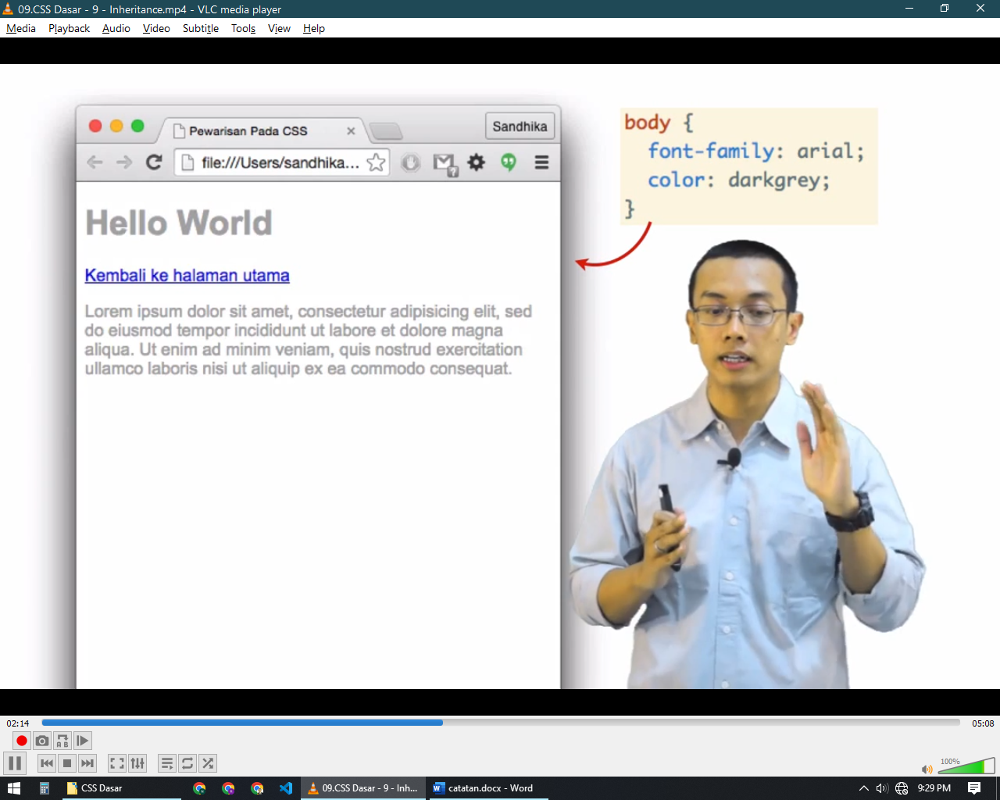 09.CSS Dasar - 9 - Inheritance.mp4 - VLC media player
Media Playback Audio Video Subtitle Tools View Help
Pewarisan Pada CSS
Sandhika
file:///Users/sandhika...
Hello World
Kembali ke halaman utama
Lorem ipsum dolor sit amet, consectetur adipisicing elit, sed
do eiusmod tempor incididunt ut labore et dolore magna
aliqua. Ut enim ad minim veniam, quis nostrud exercitation
ullamco laboris nisi ut aliquip ex ea commodo consequat.
body {
font-family: arial;
color: darkgrey;
}
02:14
05:08
A B
100%
CSS Dasar
09.CSS Dasar - 9 - Inh...
catatan.docx - Word
9:29 PM